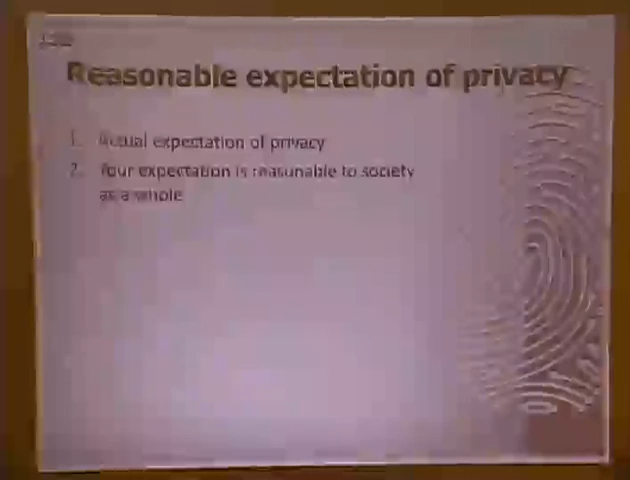 Reasonable expectation of privacy
1. Actual expectation of privacy
2. Your expectation is reasonable to society
as a whole